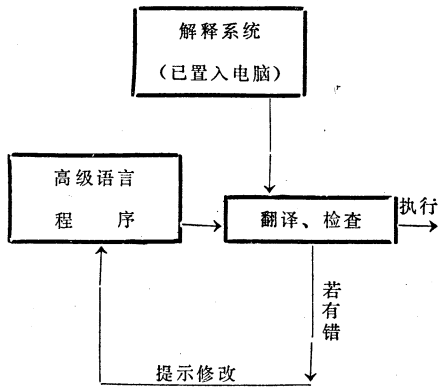 解释系统
（已置入电脑）
高级语言
程　序
翻译、检查
执行
若有错
提示修改